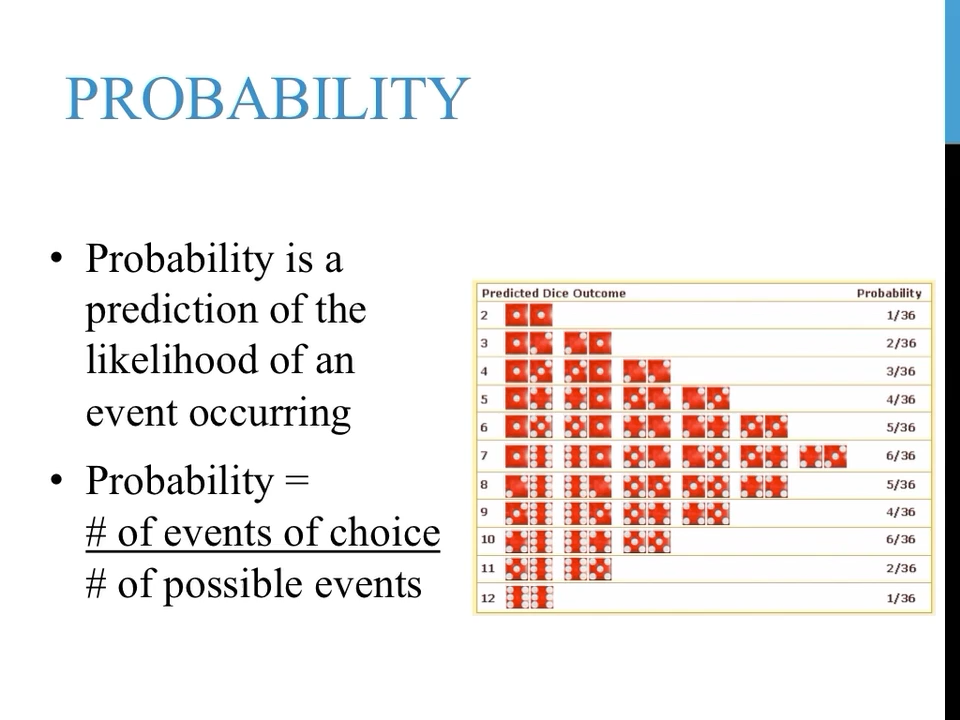 PROBABILITY
• Probability is a
prediction of the
likelihood of an
event occurring
• Probability =
# of events of choice
# of possible events
Predicted Dice Outcome Probability
2 1/36
3 2/36
4 3/36
5 4/36
6 5/36
7 6/36
8 5/36
9 4/36
10 6/36
11 2/36
12 1/36